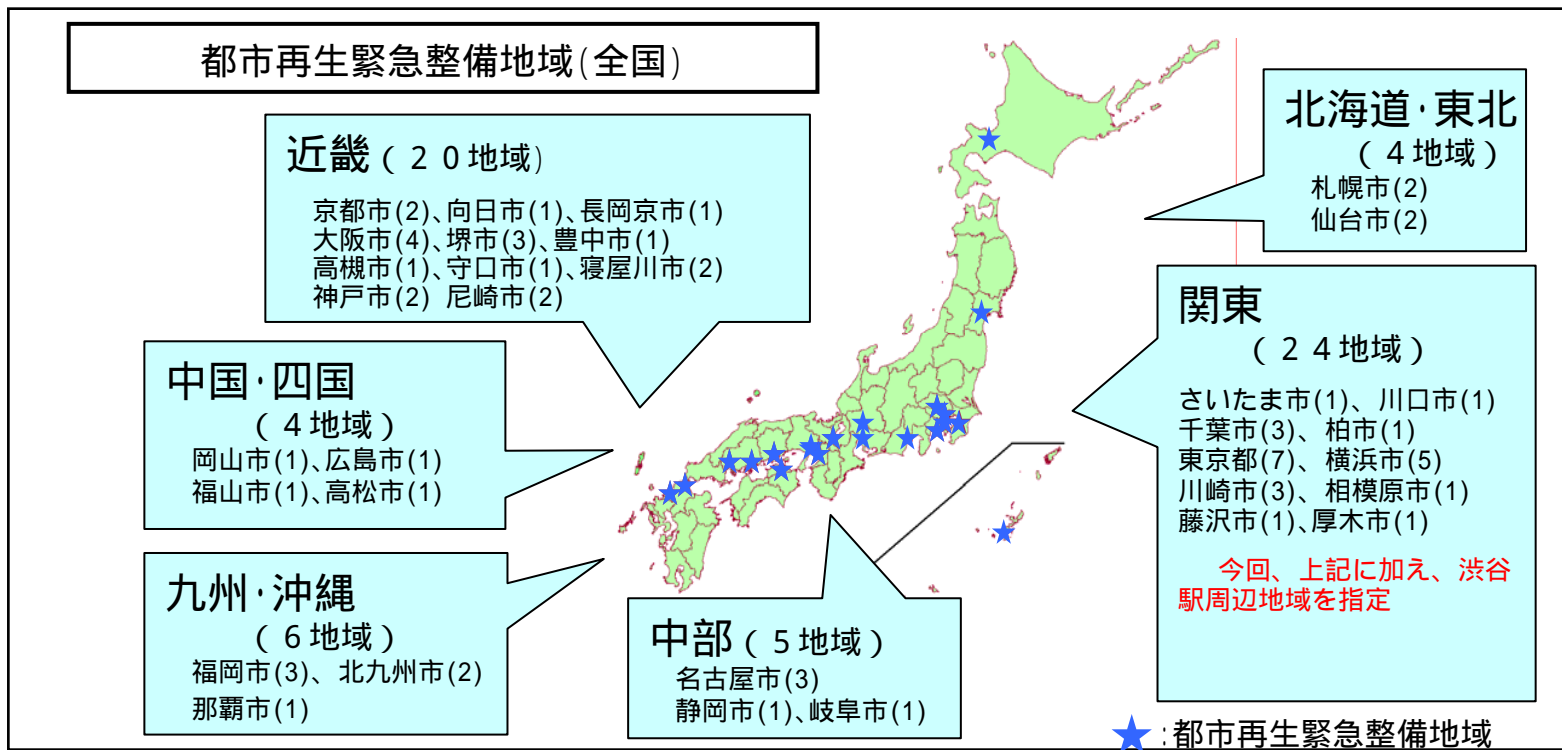 都市再生緊急整備地域(全国)
近畿(20地域)
京都市(2)、向日市(1)、長岡京市(1)
大阪市(4)、堺市(3)、豊中市(1)
高槻市(1)、守口市(1)、寝屋川市(2)
神戸市(2) 尼崎市(2)
北海道・東北
(4地域)
札幌市(2)
仙台市(2)
関東
(24地域)
さいたま市(1)、川口市(1)
千葉市(3)、柏市(1)
東京都(7)、横浜市(5)
川崎市(3)、相模原市(1)
藤沢市(1)、厚木市(1)
今回、上記に加え、渋谷
駅周辺地域を指定
中国・四国
(4地域)
岡山市(1)、広島市(1)
福山市(1)、高松市(1)
九州・沖縄
(6地域)
福岡市(3)、北九州市(2)
那覇市(1)
中部(5地域)
名古屋市(3)
静岡市(1)、岐阜市(1)
★:都市再生緊急整備地域